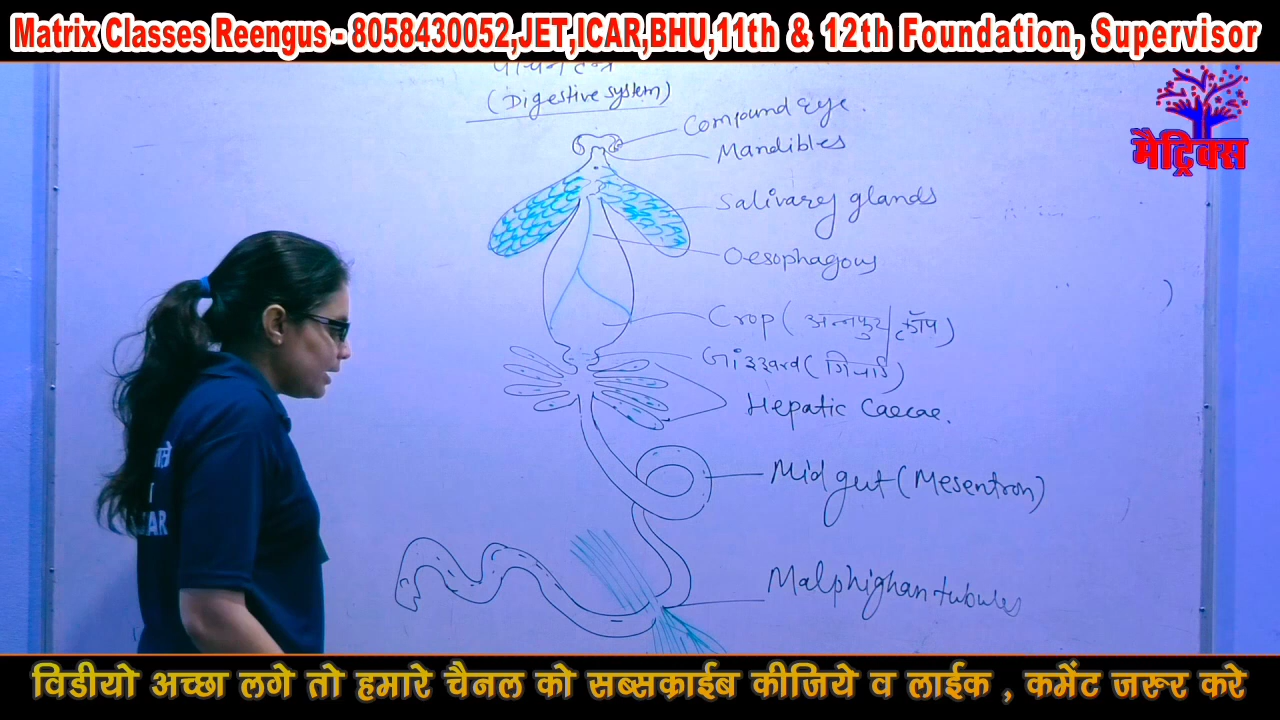 Matrix Classes Reengus - 8058430052,JET,ICAR,BHU,11th & 12th Foundation, Supervisor
(Digestive system)
मैट्रिक्स
Compound eye.
Mandibles
Salivary glands
Oesophagous
Crop (अन्नपुट/क्रॉप)
Gizzard (गिजार्ड)
Hepatic Caecae.
Mid gut (Mesentron)
Malphighan tubules
विडीयो अच्छा लगे तो हमारे चैनल को सब्सक्राईब कीजिये व लाईक , कमेंट जरूर करे